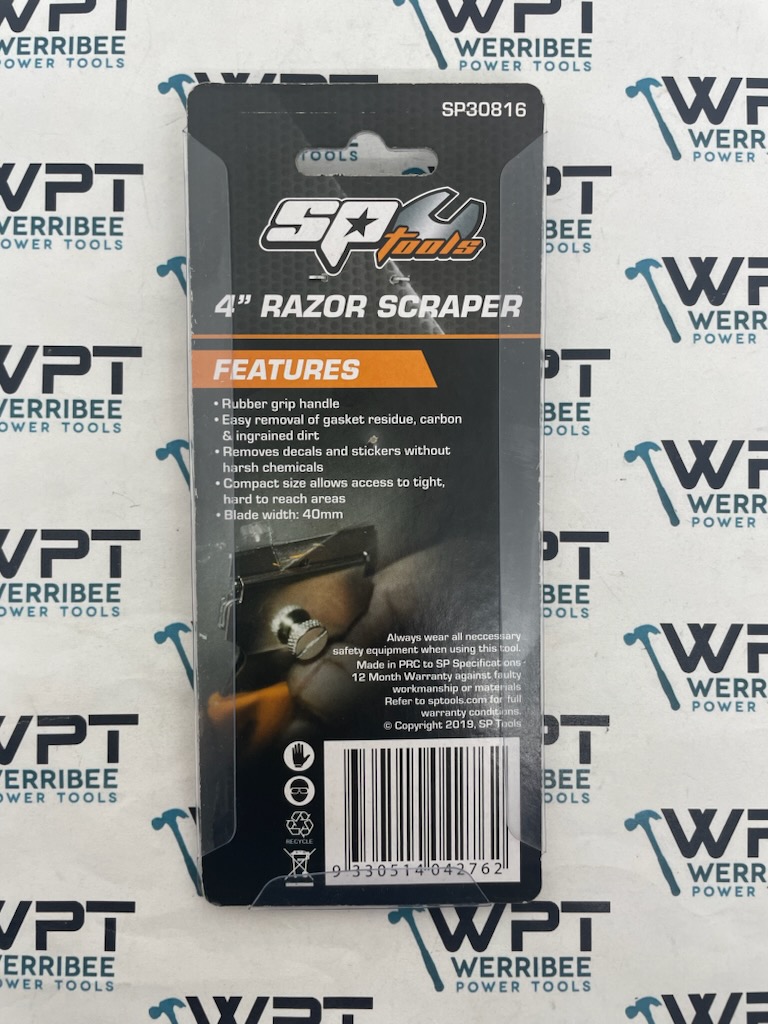 SP30816
SP tools
4” RAZOR SCRAPER
FEATURES
• Rubber grip handle
• Easy removal of gasket residue, carbon
& ingrained dirt
• Removes decals and stickers without
harsh chemicals
• Compact size allows access to tight,
hard to reach areas
• Blade width: 40mm
Always wear all neccessary
safety equipment when using this tool.
Made in PRC to SP Specifications
12 Month Warranty against faulty
workmanship or materials
Refer to sptools.com for full
warranty conditions.
© Copyright 2019, SP Tools
RECYCLE
9 330514 042762
WPT
WERRIBEE
POWER TOOLS